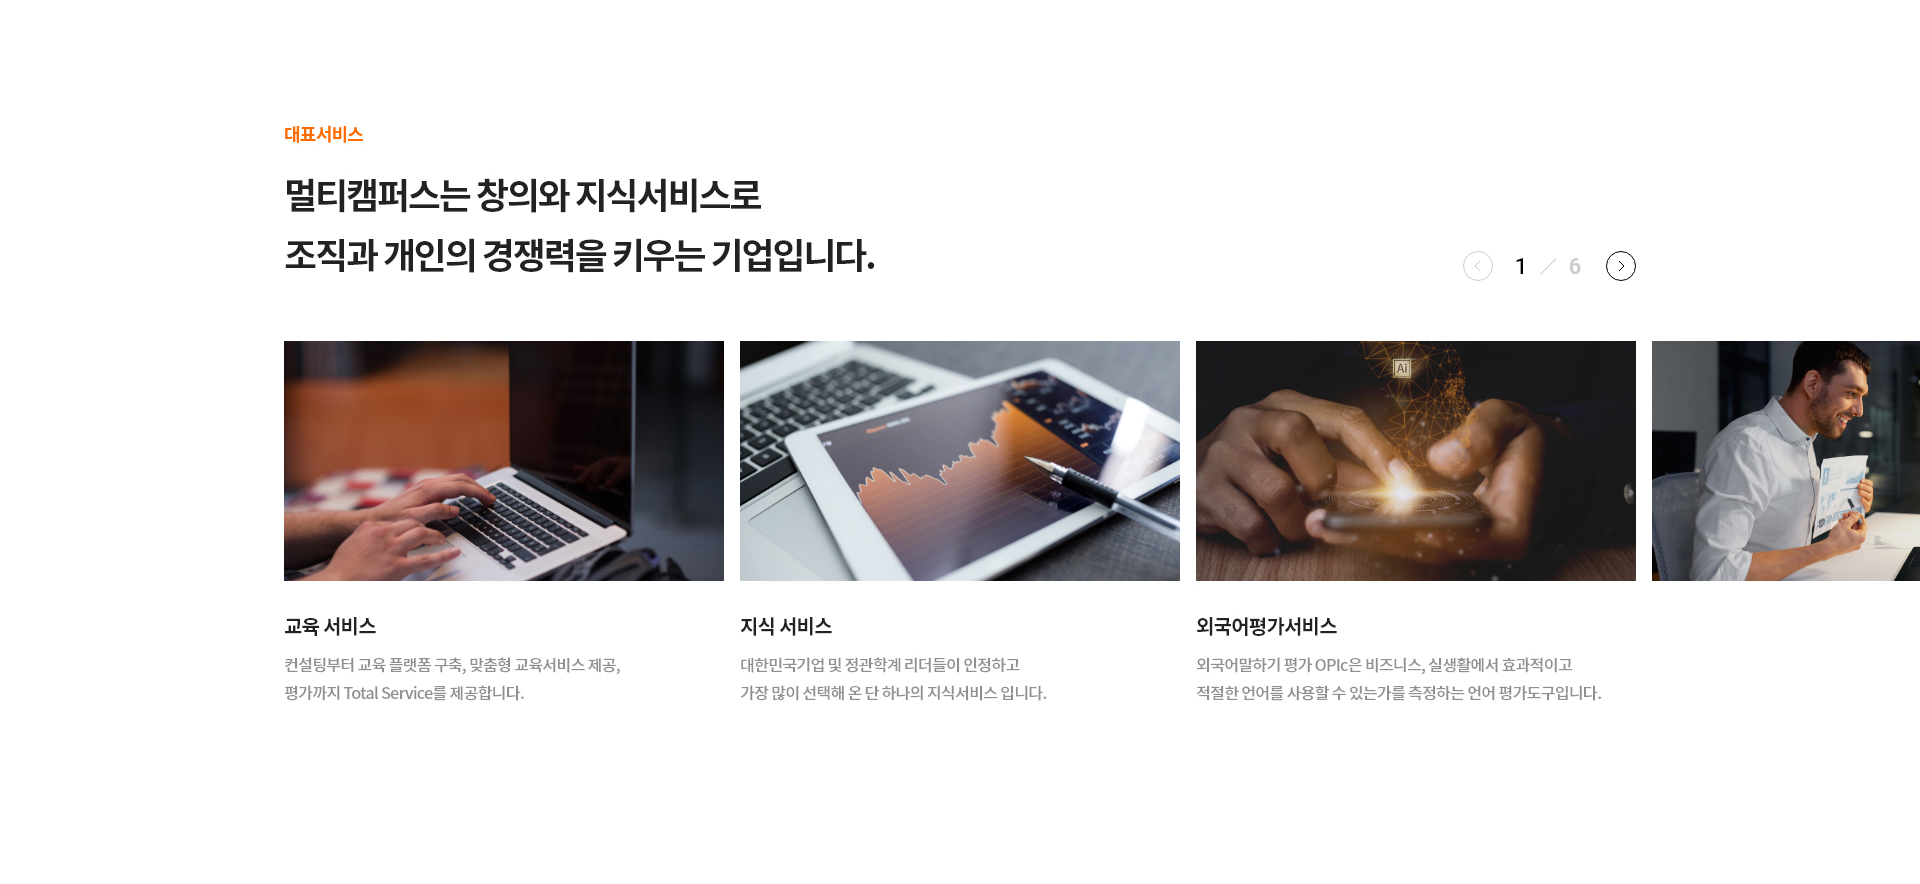 대표서비스
멀티캠퍼스는 창의와 지식서비스로
조직과 개인의 경쟁력을 키우는 기업입니다.
1 / 6
Ai
교육 서비스
컨설팅부터 교육 플랫폼 구축, 맞춤형 교육서비스 제공,
평가까지 Total Service를 제공합니다.
지식 서비스
대한민국기업 및 정관학계 리더들이 인정하고
가장 많이 선택해 온 단 하나의 지식서비스 입니다.
외국어평가서비스
외국어말하기 평가 OPIc은 비즈니스, 실생활에서 효과적이고
적절한 언어를 사용할 수 있는가를 측정하는 언어 평가도구입니다.